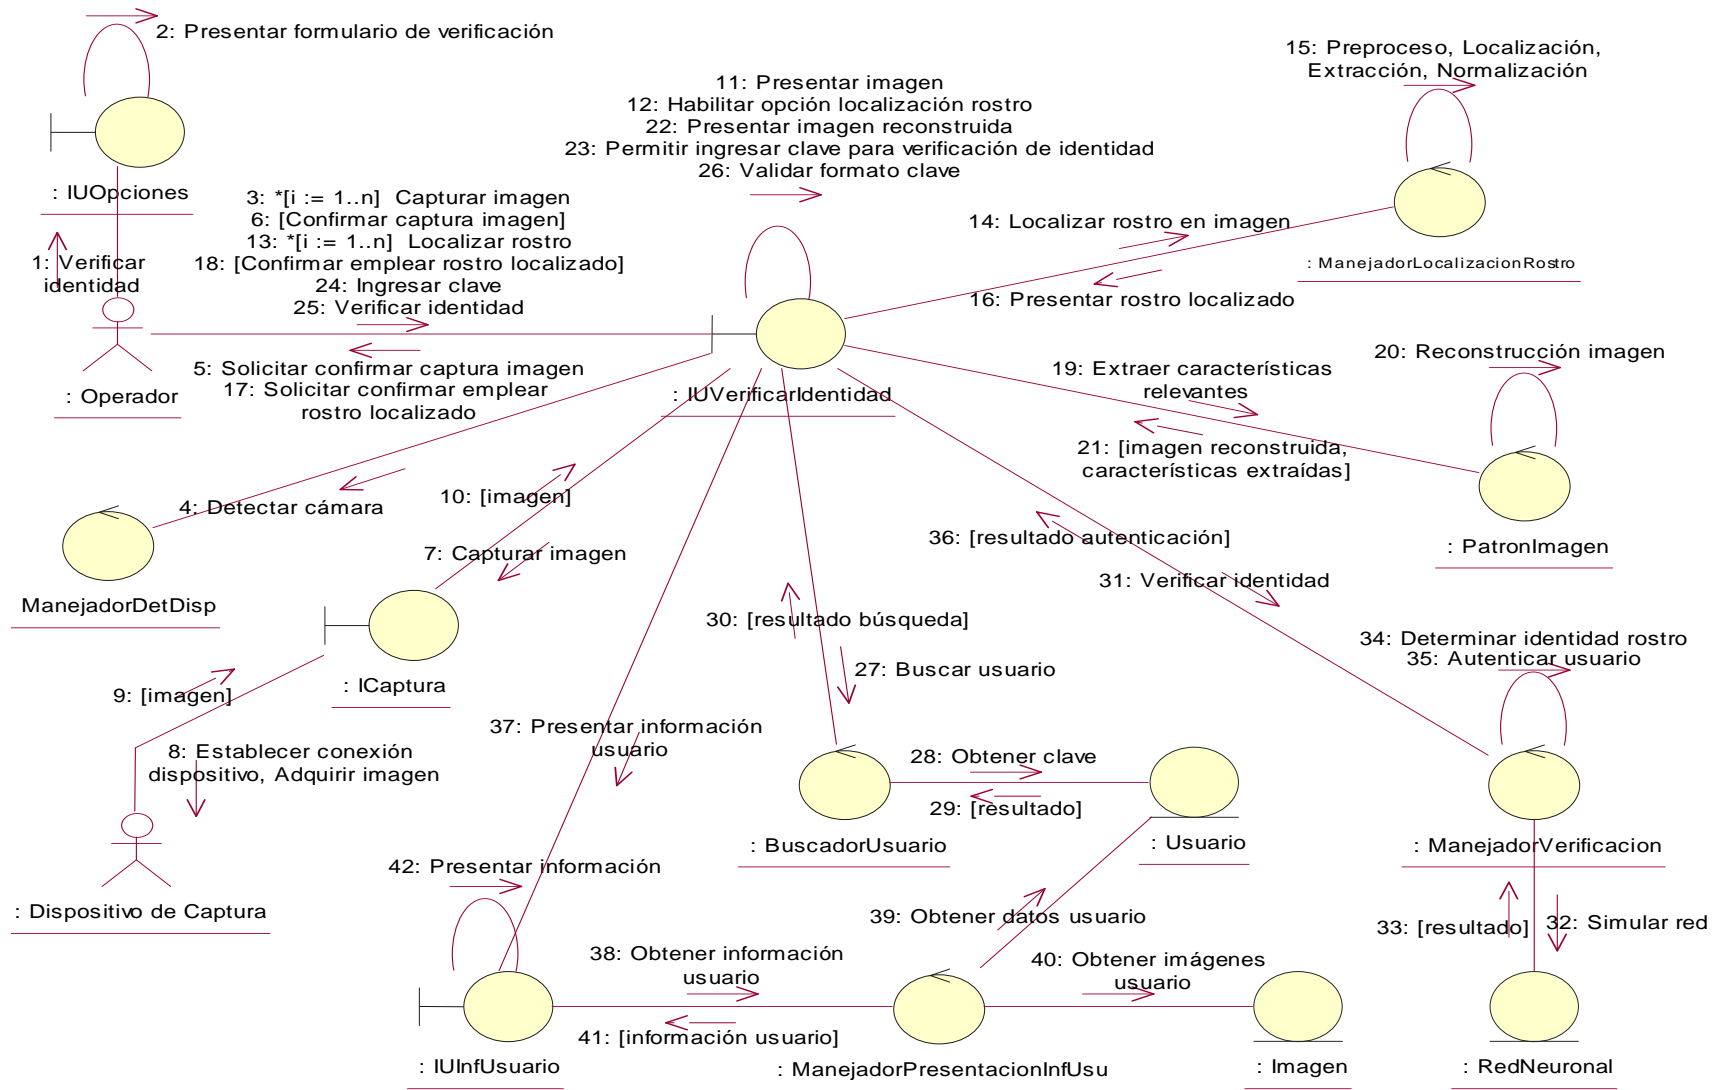 2: Presentar formulario de verificación
: IUOpciones
1: Verificar
identidad
: Operador
3: *[i := 1..n]  Capturar imagen
6: [Confirmar captura imagen]
13: *[i := 1..n]  Localizar rostro
18: [Confirmar emplear rostro localizado]
24: Ingresar clave
25: Verificar identidad
5: Solicitar confirmar captura imagen
17: Solicitar confirmar emplear
rostro localizado
11: Presentar imagen
12: Habilitar opción localización rostro
22: Presentar imagen reconstruida
23: Permitir ingresar clave para verificación de identidad
26: Validar formato clave
: IUVerificarIdentidad
15: Preproceso, Localización,
Extracción, Normalización
14: Localizar rostro en imagen
: ManejadorLocalizacionRostro
16: Presentar rostro localizado
19: Extraer características
relevantes
20: Reconstrucción imagen
21: [imagen reconstruida,
características extraídas]
: PatronImagen
4: Detectar cámara
ManejadorDetDisp
10: [imagen]
7: Capturar imagen
: ICaptura
9: [imagen]
8: Establecer conexión
dispositivo, Adquirir imagen
: Dispositivo de Captura
36: [resultado autenticación]
31: Verificar identidad
30: [resultado búsqueda]
27: Buscar usuario
34: Determinar identidad rostro
35: Autenticar usuario
: ManejadorVerificacion
37: Presentar información
usuario
28: Obtener clave
29: [resultado]
: BuscadorUsuario
: Usuario
42: Presentar información
39: Obtener datos usuario
33: [resultado]
32: Simular red
38: Obtener información
usuario
40: Obtener imágenes
usuario
41: [información usuario]
: IUInfUsuario
: ManejadorPresentacionInfUsu
: Imagen
: RedNeuronal